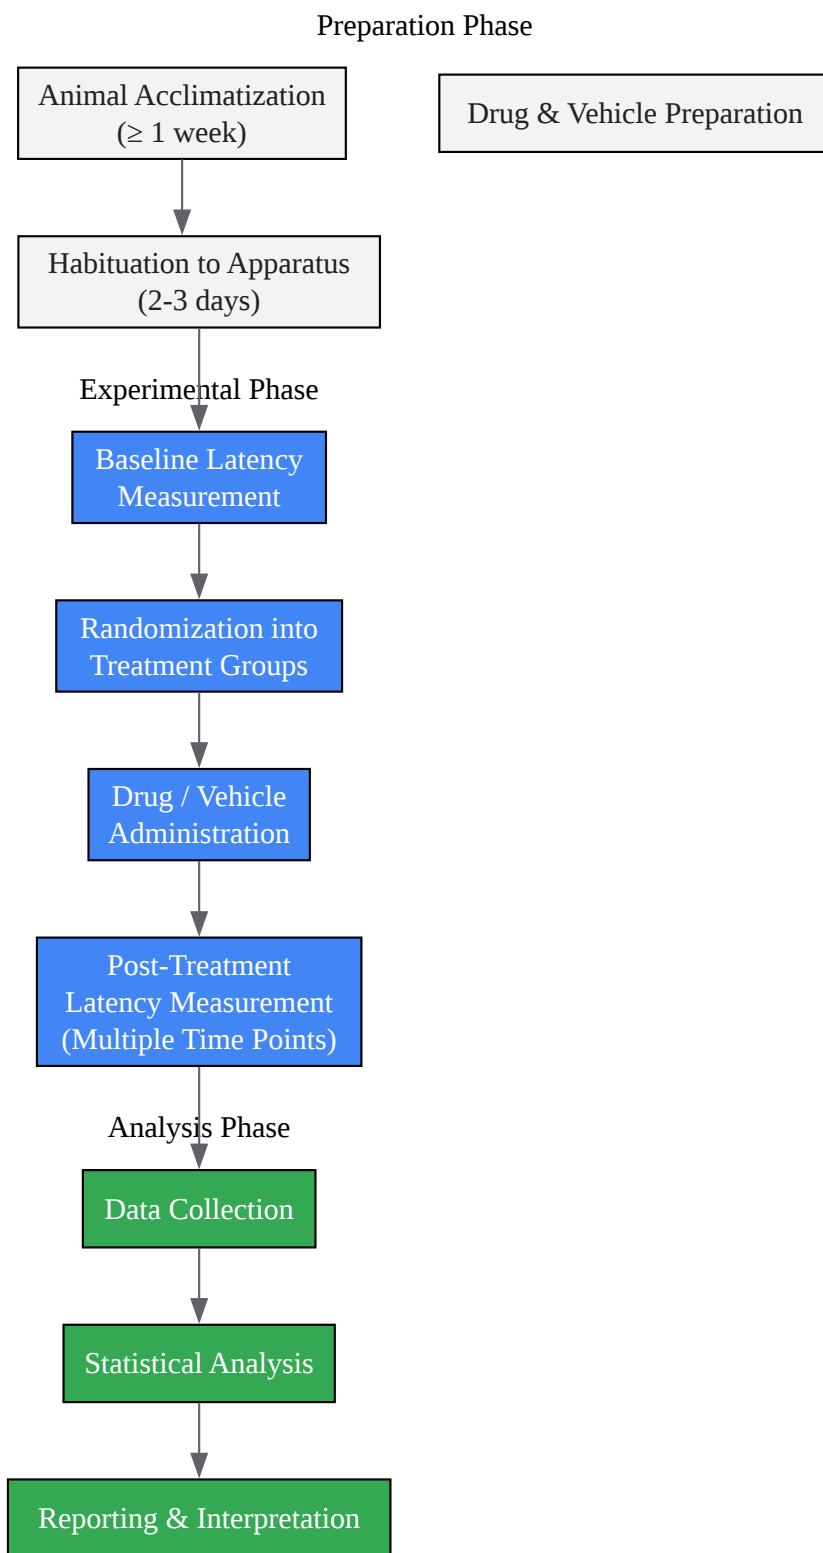 Preparation Phase
Animal Acclimatization
(≥ 1 week)
Drug & Vehicle Preparation
Habituation to Apparatus
(2-3 days)
Experimental Phase
Baseline Latency
Measurement
Randomization into
Treatment Groups
Drug / Vehicle
Administration
Post-Treatment
Latency Measurement
(Multiple Time Points)
Analysis Phase
Data Collection
Statistical Analysis
Reporting & Interpretation